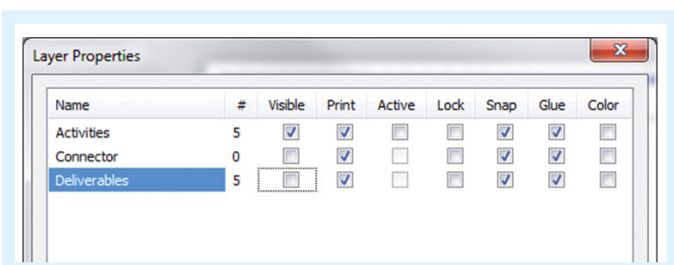 Layer Properties
Name # Visible Print Active Lock Snap Glue Color
Activities 5
Connector 0
Deliverables 5